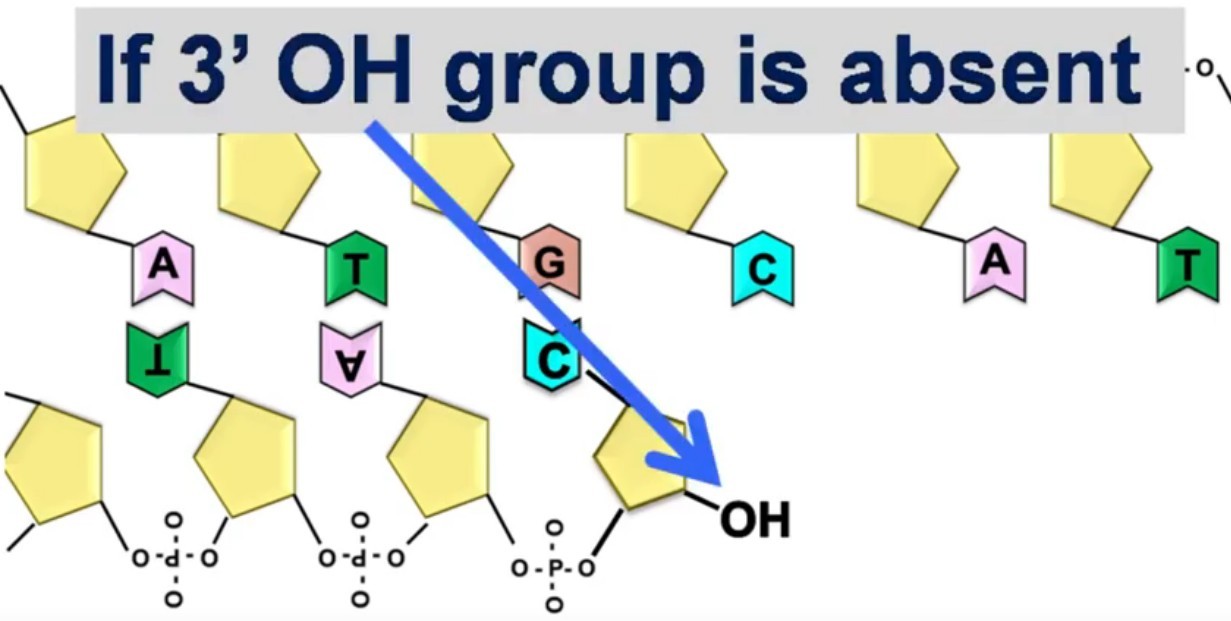 If 3’ OH group is absent
O
A T G C A T
T A C
OH
O O O
O-P-O O-P-O O-P-O
O O O